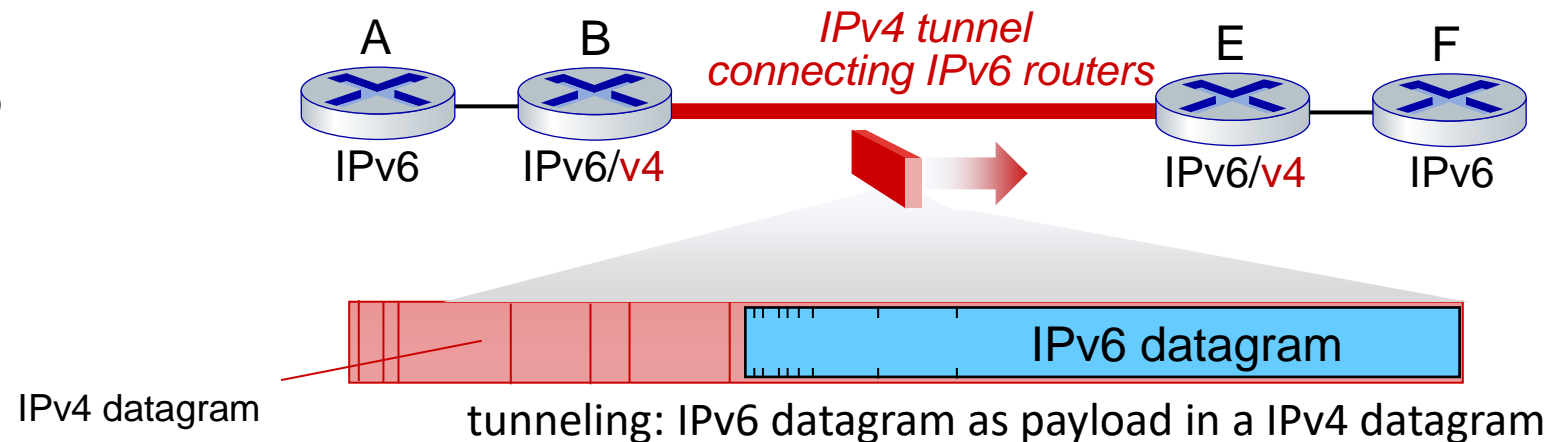 A
B
IPv4 tunnel
connecting IPv6 routers
E
F
IPv6
IPv6/v4
IPv6/v4
IPv6
IPv6 datagram
IPv4 datagram
tunneling: IPv6 datagram as payload in a IPv4 datagram